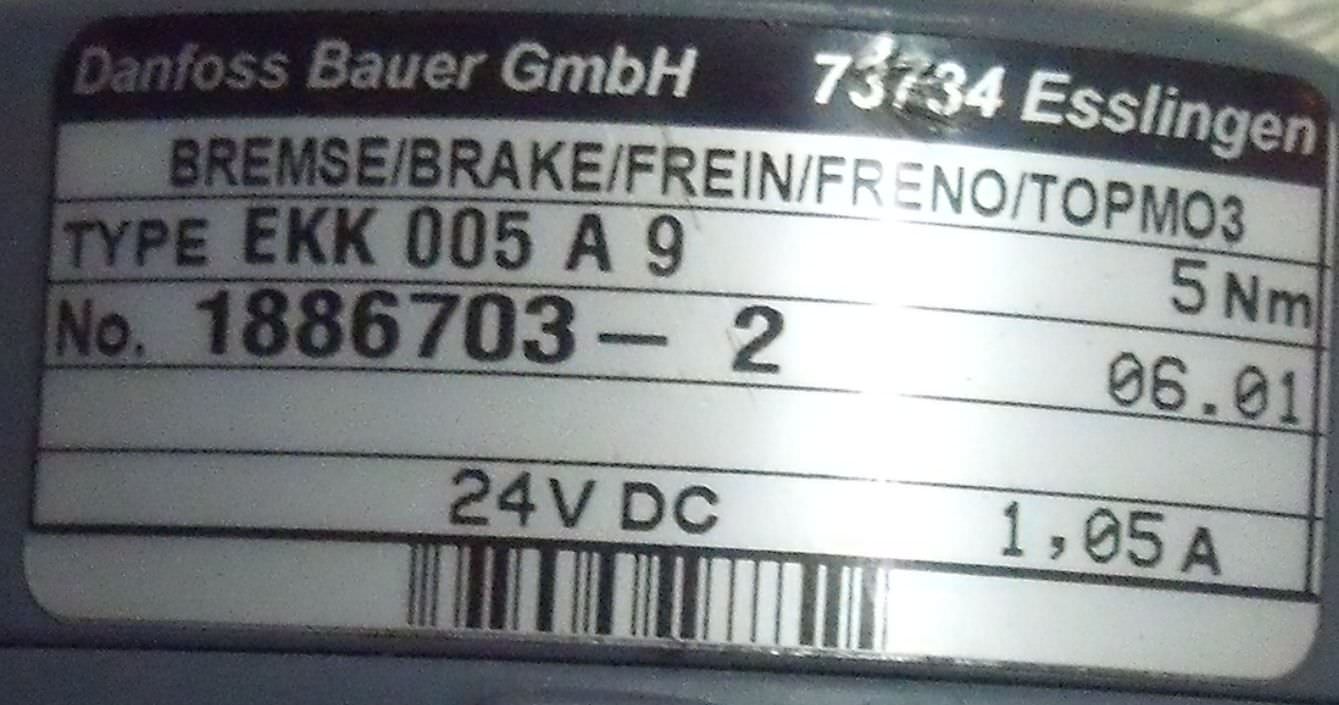 Danfoss Bauer GmbH 73734 Esslingen
BREMSE/BRAKE/FREIN/FRENO/TOPMO3
TYPE EKK 005 A 9 5 Nm
No. 1886703 – 2 06.01
24V DC 1,05 A